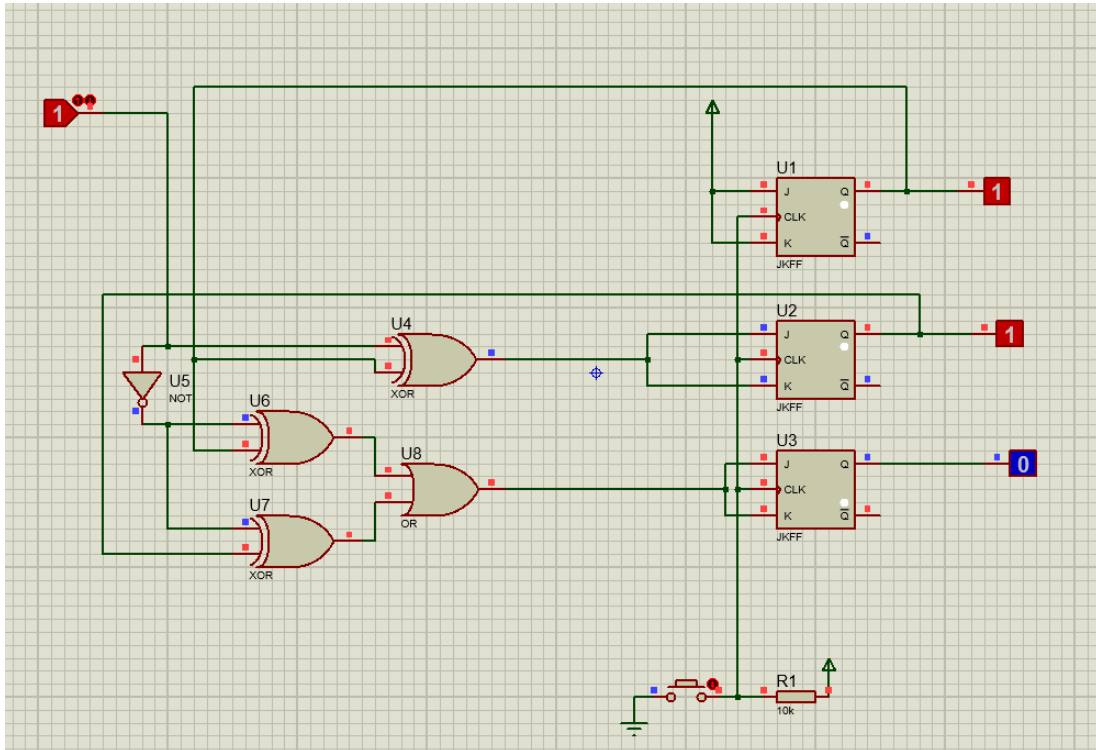 1
U1
J
Q
1
CLK
K
Q
JKFF
U2
J
Q
1
CLK
K
Q
JKFF
U4
XOR
U5
NOT
U6
XOR
U8
OR
U3
J
Q
0
CLK
K
Q
JKFF
U7
XOR
R1
10k